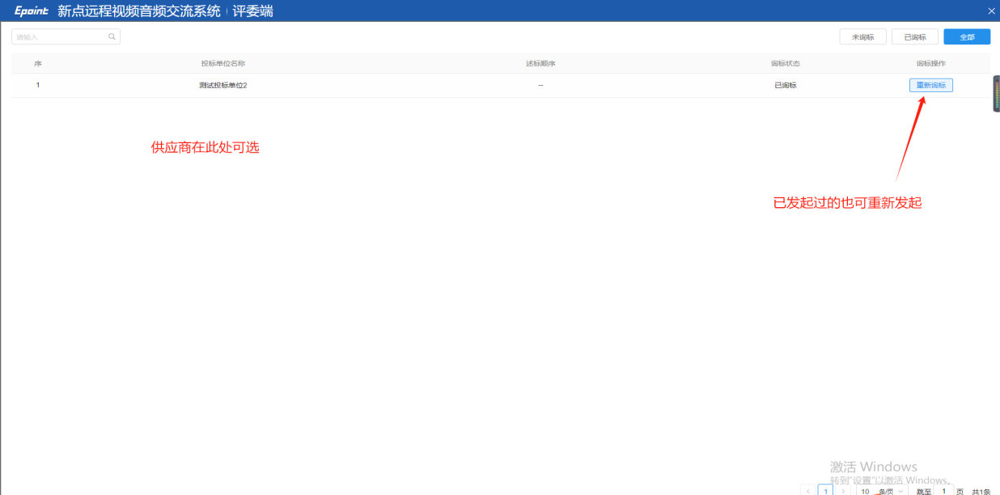 Epoint 新点远程视频音频交流系统 | 评委端
请输入
未询标 已询标 全部
序 投标单位名称 述标顺序 询标状态 询标操作
1 测试投标单位2 -- 已询标 重新询标
供应商在此处可选
已发起过的也可重新发起
激活 Windows
转到"设置"以激活 Windows。
1 10 条/页 跳至 1 页 共1条